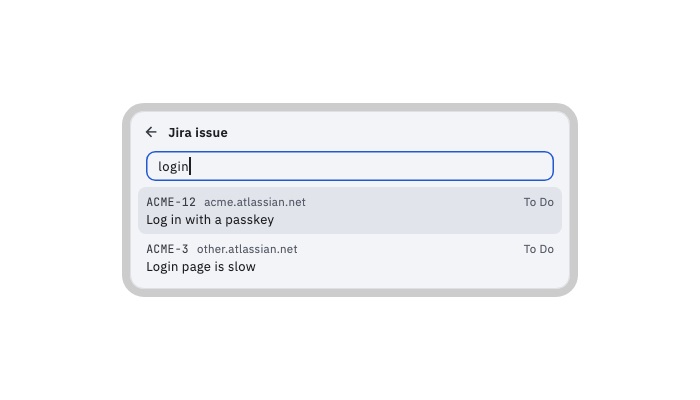 Jira issue
login
ACME-12 acme.atlassian.net To Do
Log in with a passkey
ACME-3 other.atlassian.net To Do
Login page is slow